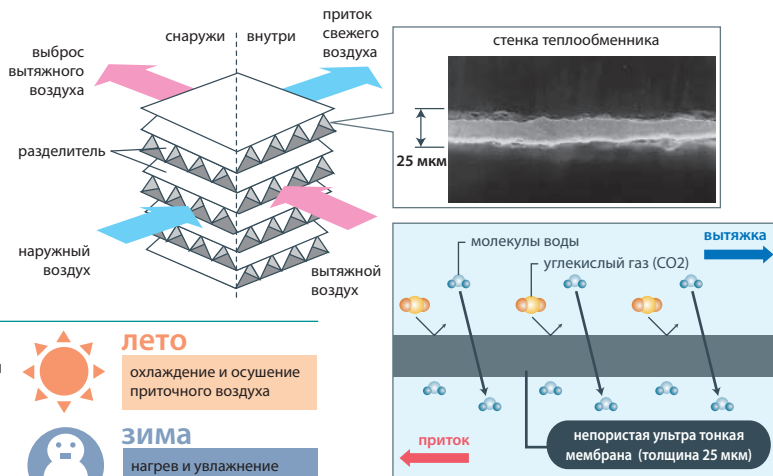 выброс
вытяжного
воздуха
снаружи
внутри
приток
свежего
воздуха
разделитель
наружный
воздух
вытяжной
воздух
стенка теплообменника
25 мкм
молекулы воды
углекислый газ (CO2)
вытяжка
приток
непористая ультра тонкая
мембрана (толщина 25 мкм)
лето
охлаждение и осушение
приточного воздуха
зима
нагрев и увлажнение